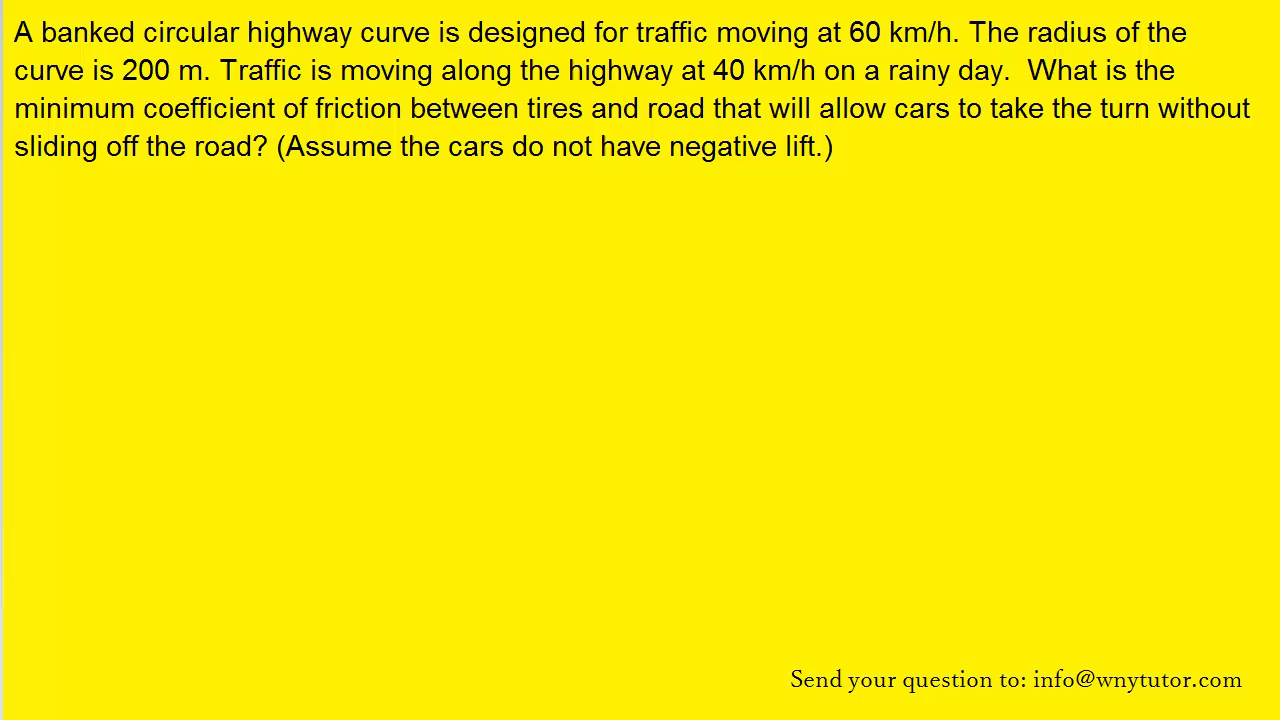 A banked circular highway curve is designed for traffic moving at 60 km/h. The radius of the
curve is 200 m. Traffic is moving along the highway at 40 km/h on a rainy day.  What is the
minimum coefficient of friction between tires and road that will allow cars to take the turn without
sliding off the road? (Assume the cars do not have negative lift.)
Send your question to: info@wnytutor.com